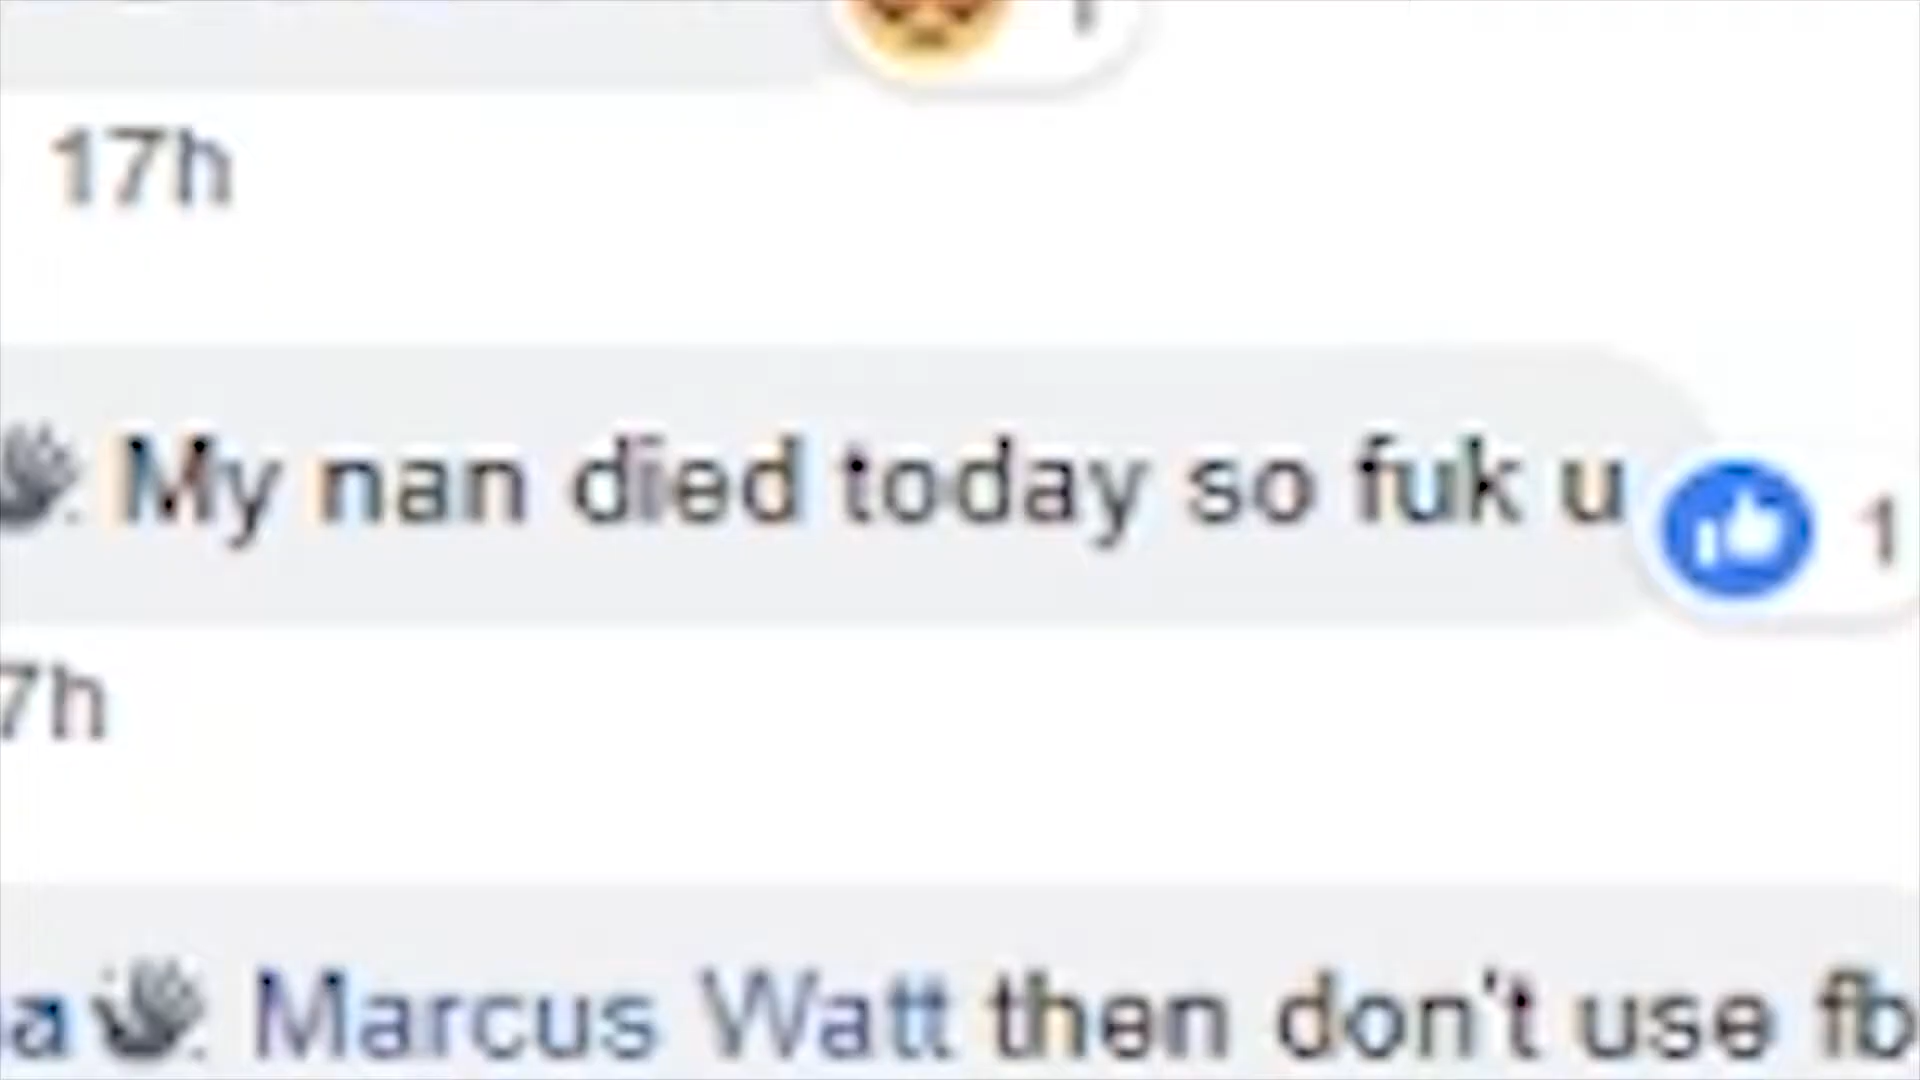 17h
My nan died today so fuk u
1
7h
a Marcus Watt then don't use fb